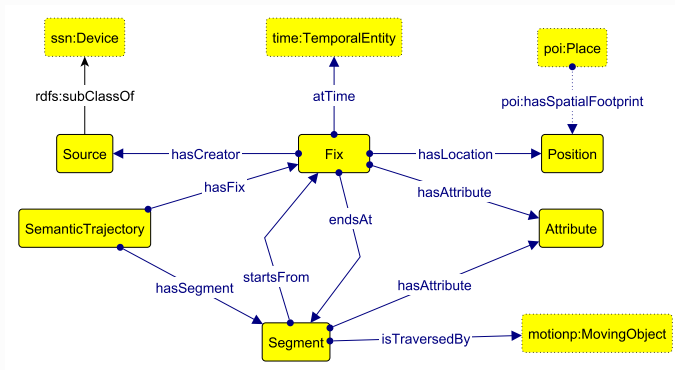 ssn:Device
time:TemporalEntity
poi:Place
rdfs:subClassOf
atTime
poi:hasSpatialFootprint
Source
hasCreator
Fix
hasLocation
Position
hasFix
hasAttribute
endsAt
SemanticTrajectory
Attribute
startsFrom
hasSegment
hasAttribute
Segment
isTraversedBy
motionp:MovingObject